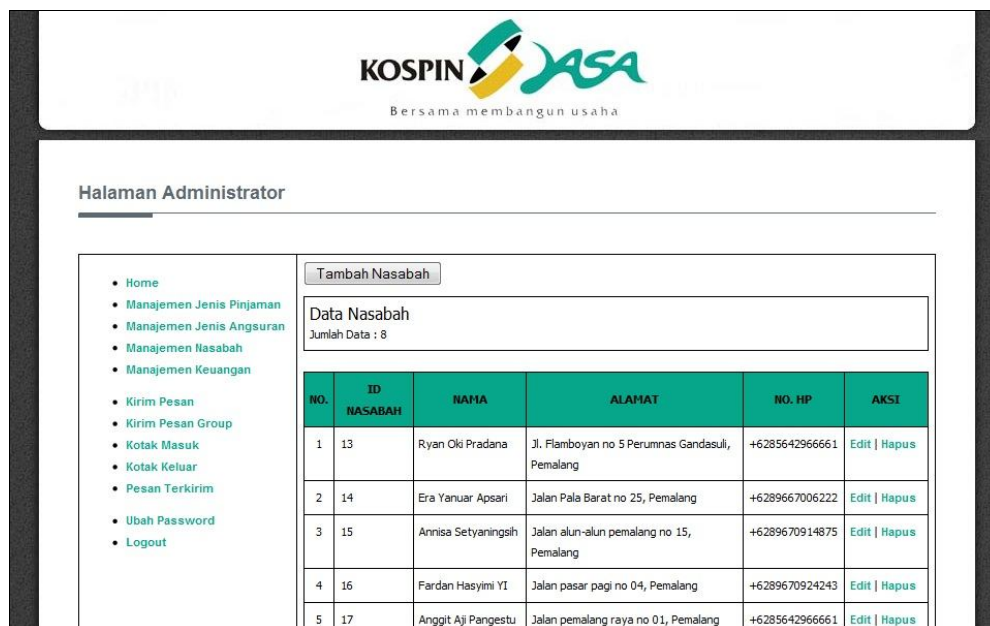 KOSPIN JASA
Bersama membangun usaha
Halaman Administrator
Home
Manajemen Jenis Pinjaman
Manajemen Jenis Angsuran
Manajemen Nasabah
Manajemen Keuangan
Kirim Pesan
Kirim Pesan Group
Kotak Masuk
Kotak Keluar
Pesan Terkirim
Ubah Password
Logout
Tambah Nasabah
Data Nasabah
Jumlah Data : 8
NO. ID NASABAH NAMA ALAMAT NO. HP AKSI
1 13 Ryan Oki Pradana Jl. Flamboyan no 5 Perumnas Gandasuli, +6285642966661 Edit | Hapus
Pemalang
2 14 Era Yanuar Apsari Jalan Pala Barat no 25, Pemalang +6289667006222 Edit | Hapus
3 15 Annisa Setyaningsih Jalan alun-alun pemalang no 15, +6289670914875 Edit | Hapus
Pemalang
4 16 Fardan Hasyimi YI Jalan pasar pagi no 04, Pemalang +6289670924243 Edit | Hapus
5 17 Anggit Aji Pangestu Jalan pemalang raya no 01, Pemalang +6285642966661 Edit | Hapus